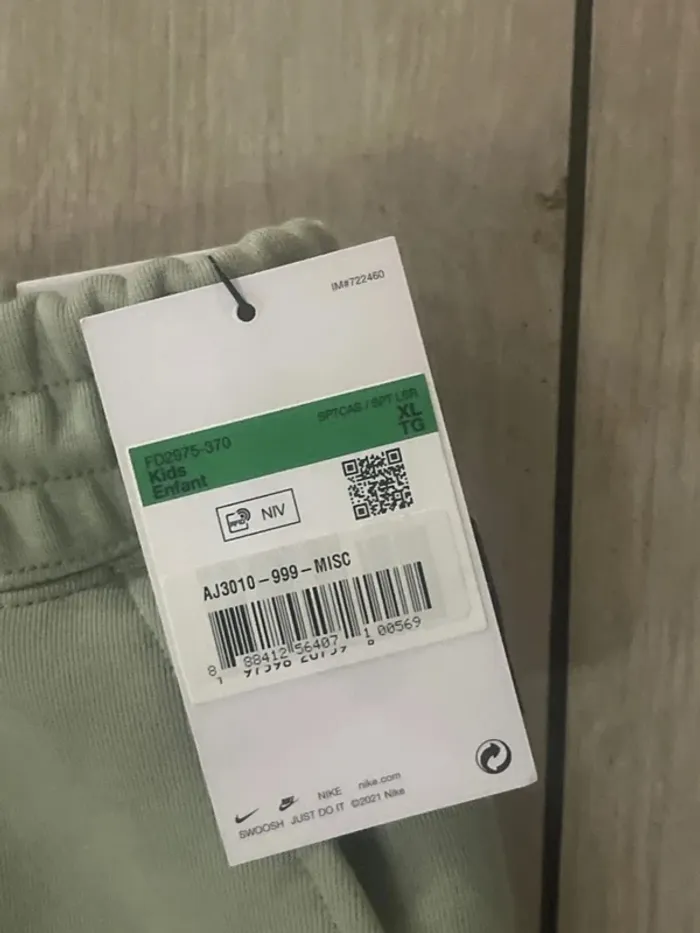 IM#722460
SPTCAS / SPT LSR
FD2975-370 XL
Kids TG
Enfant
NIV
AJ3010-999-MISC
8 88412 56407 1 00569
NIKE nike.com
SWOOSH JUST DO IT ©2021 Nike